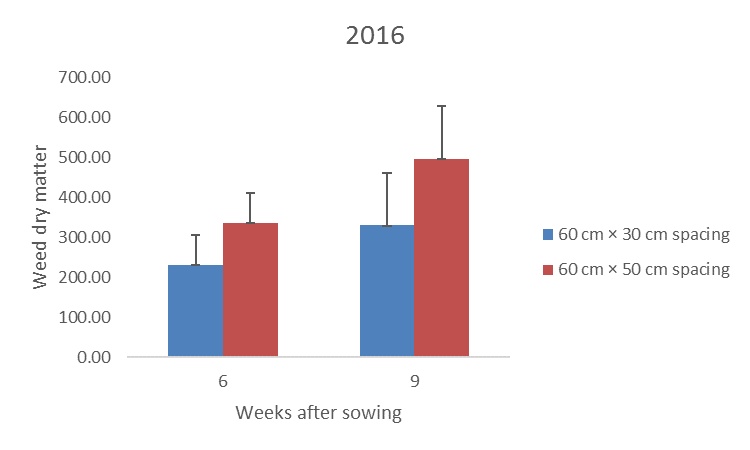 2016
700.00
600.00
500.00
400.00
300.00
200.00
100.00
0.00
Weed dry matter
6
9
Weeks after sowing
60 cm × 30 cm spacing
60 cm × 50 cm spacing